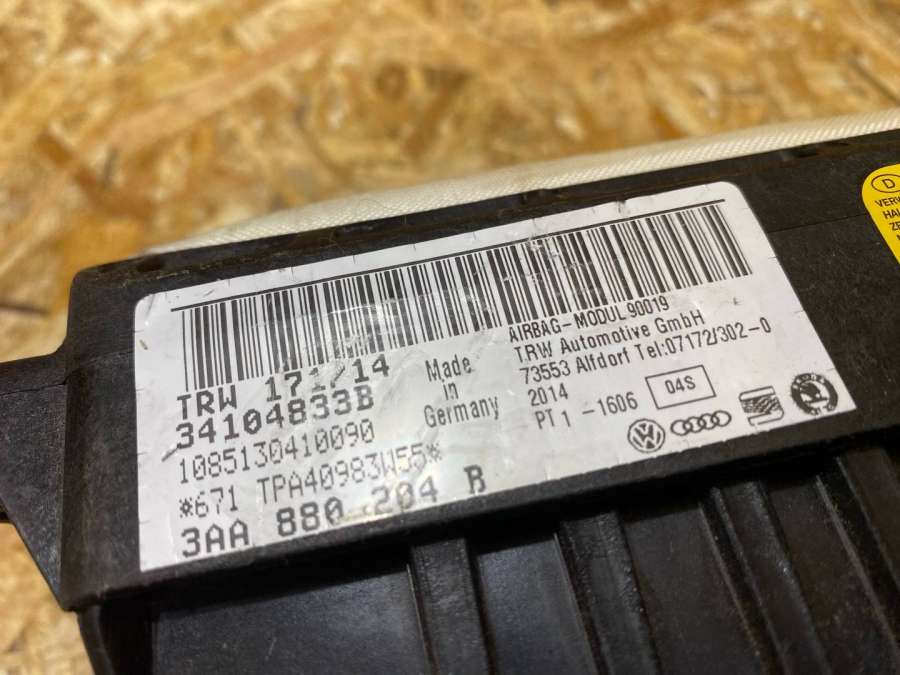 TRW 171/14
34104833B
1085130410090
*671 TPA40983W55*
3AA 880 204 B
Made
in
Germany
AIRBAG-MODUL 90019
TRW Automotive GmbH
73553 Alfdorf Tel:07172/302-0
2014
PT1 -1606
04S
D